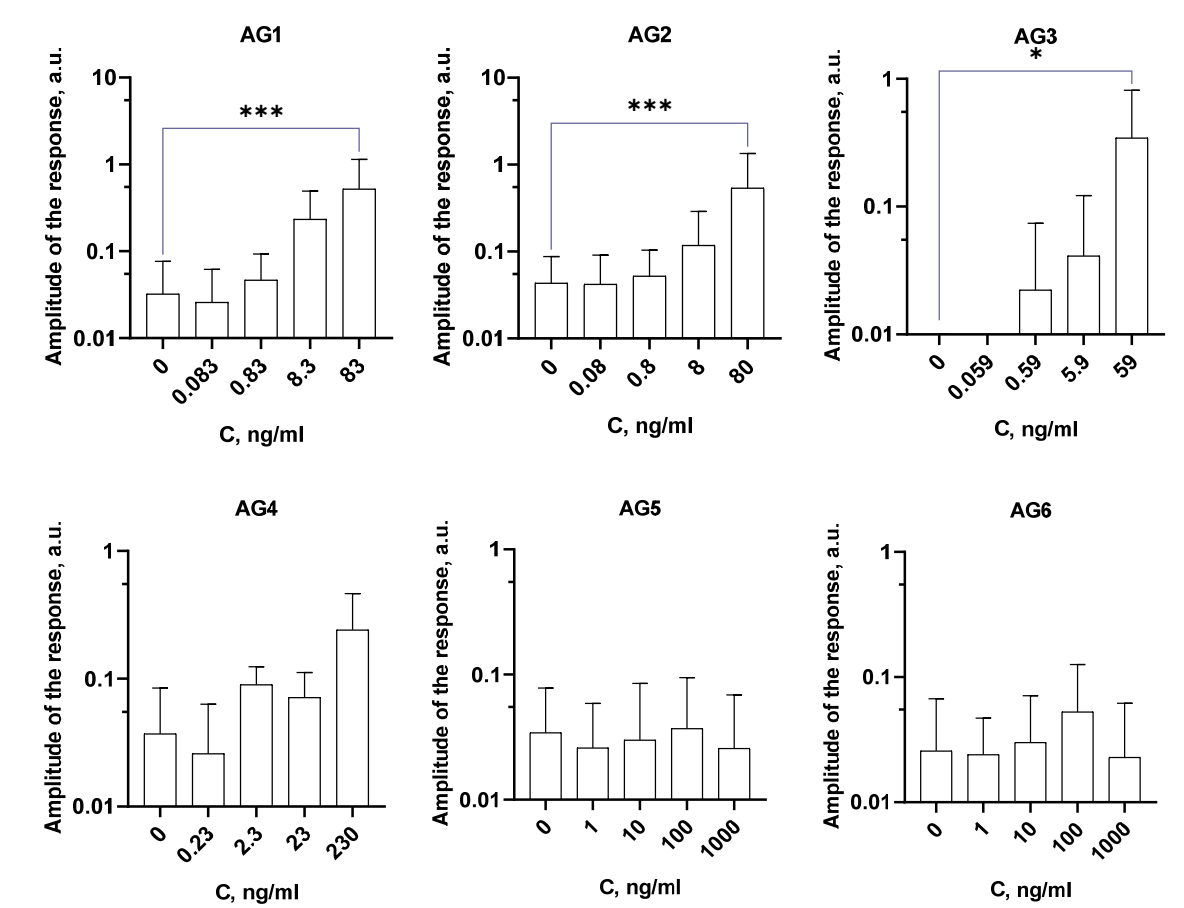 AG1
Amplitude of the response, a.u.
10
1
0.1
0.01
***
0
0.083
0.83
8.3
83
C, ng/ml
AG2
Amplitude of the response, a.u.
10
1
0.1
0.01
***
0
0.08
0.8
8
80
C, ng/ml
AG3
Amplitude of the response, a.u.
1
0.1
0.01
*
0
0.059
0.59
5.9
59
C, ng/ml
AG4
Amplitude of the response, a.u.
1
0.1
0.01
0
0.23
2.3
23
230
C, ng/ml
AG5
Amplitude of the response, a.u.
1
0.1
0.01
0
1
10
100
1000
C, ng/ml
AG6
Amplitude of the response, a.u.
1
0.1
0.01
0
1
10
100
1000
C, ng/ml